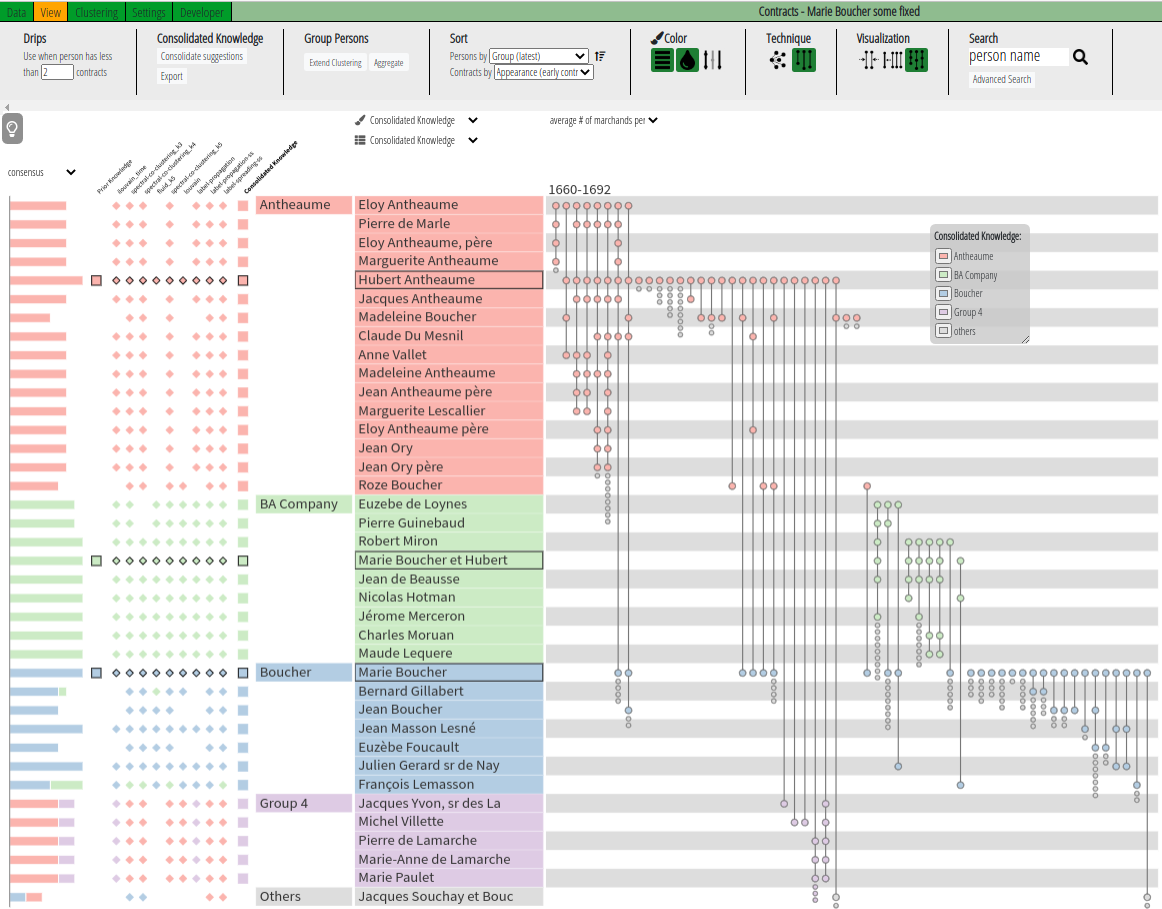 Data View Clustering Settings Developer Contracts - Marie Boucher some fixed
Drips Consolidated Knowledge Group Persons Sort Color Technique Visualization Search
Use when person has less Consolidate suggestions Persons by Group (latest) person name
than 2 contracts Export Extend Clustering Aggregate Contracts by Appearance (early contr Advanced Search
Consolidated Knowledge average # of marchands per
Consolidated Knowledge
consensus
Prior Knowledge
louvain_time
spectral-co-clustering_k3
spectral-co-clustering_k4
fluid_k5
spectral-co-clustering_k5
louvain
label-propagation
label-propagation-ss
label-spreading-ss
Consolidated Knowledge
1660-1692
Antheaume Eloy Antheaume
Pierre de Marle
Eloy Antheaume, père
Marguerite Antheaume
Hubert Antheaume
Jacques Antheaume
Madeleine Boucher
Claude Du Mesnil
Anne Vallet
Madeleine Antheaume
Jean Antheaume père
Marguerite Lescallier
Eloy Antheaume père
Jean Ory
Jean Ory père
Roze Boucher
BA Company Euzebe de Loynes
Pierre Guinebaud
Robert Miron
Marie Boucher et Hubert
Jean de Beausse
Nicolas Hotman
Jérome Merceron
Charles Moruan
Maude Lequere
Boucher Marie Boucher
Bernard Gillabert
Jean Boucher
Jean Masson Lesné
Euzèbe Foucault
Julien Gerard sr de Nay
François Lemasson
Group 4 Jacques Yvon, sr des La
Michel Villette
Pierre de Lamarche
Marie-Anne de Lamarche
Marie Paulet
Others Jacques Souchay et Bouc
Consolidated Knowledge:
Antheaume
BA Company
Boucher
Group 4
others